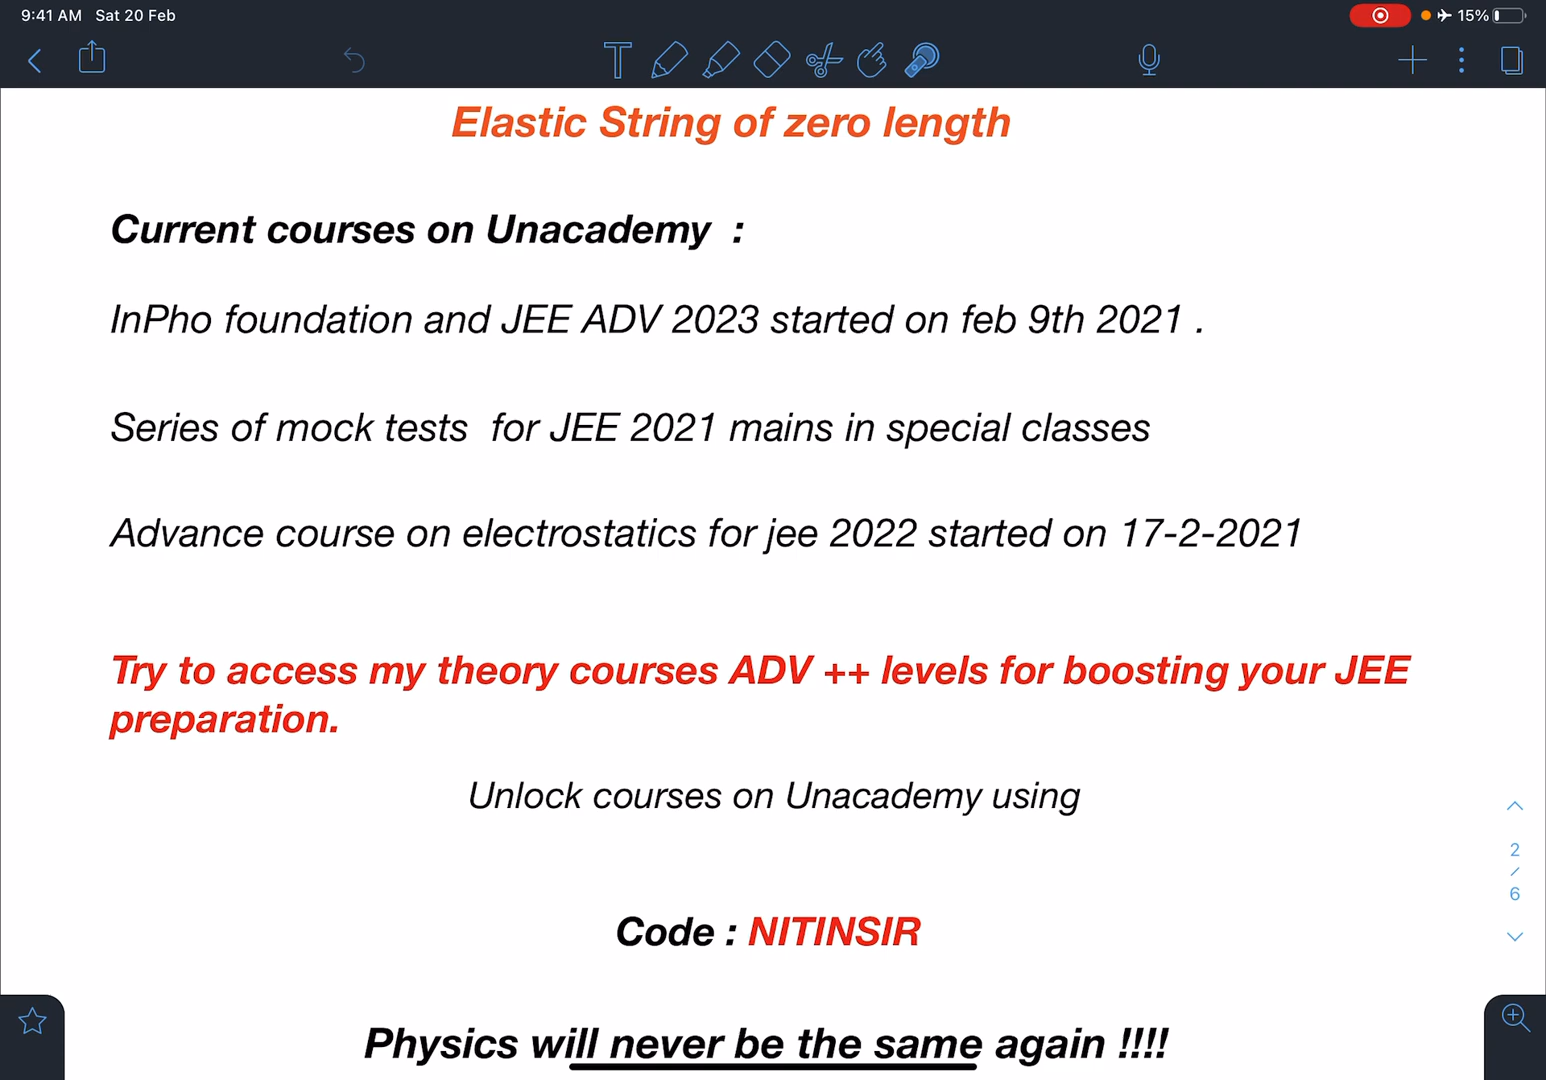 9:41 AM Sat 20 Feb
15%
Elastic String of zero length
Current courses on Unacademy :
InPho foundation and JEE ADV 2023 started on feb 9th 2021 .
Series of mock tests for JEE 2021 mains in special classes
Advance course on electrostatics for jee 2022 started on 17-2-2021
Try to access my theory courses ADV ++ levels for boosting your JEE
preparation.
Unlock courses on Unacademy using
2
/
6
Code : NITINSIR
Physics will never be the same again !!!!